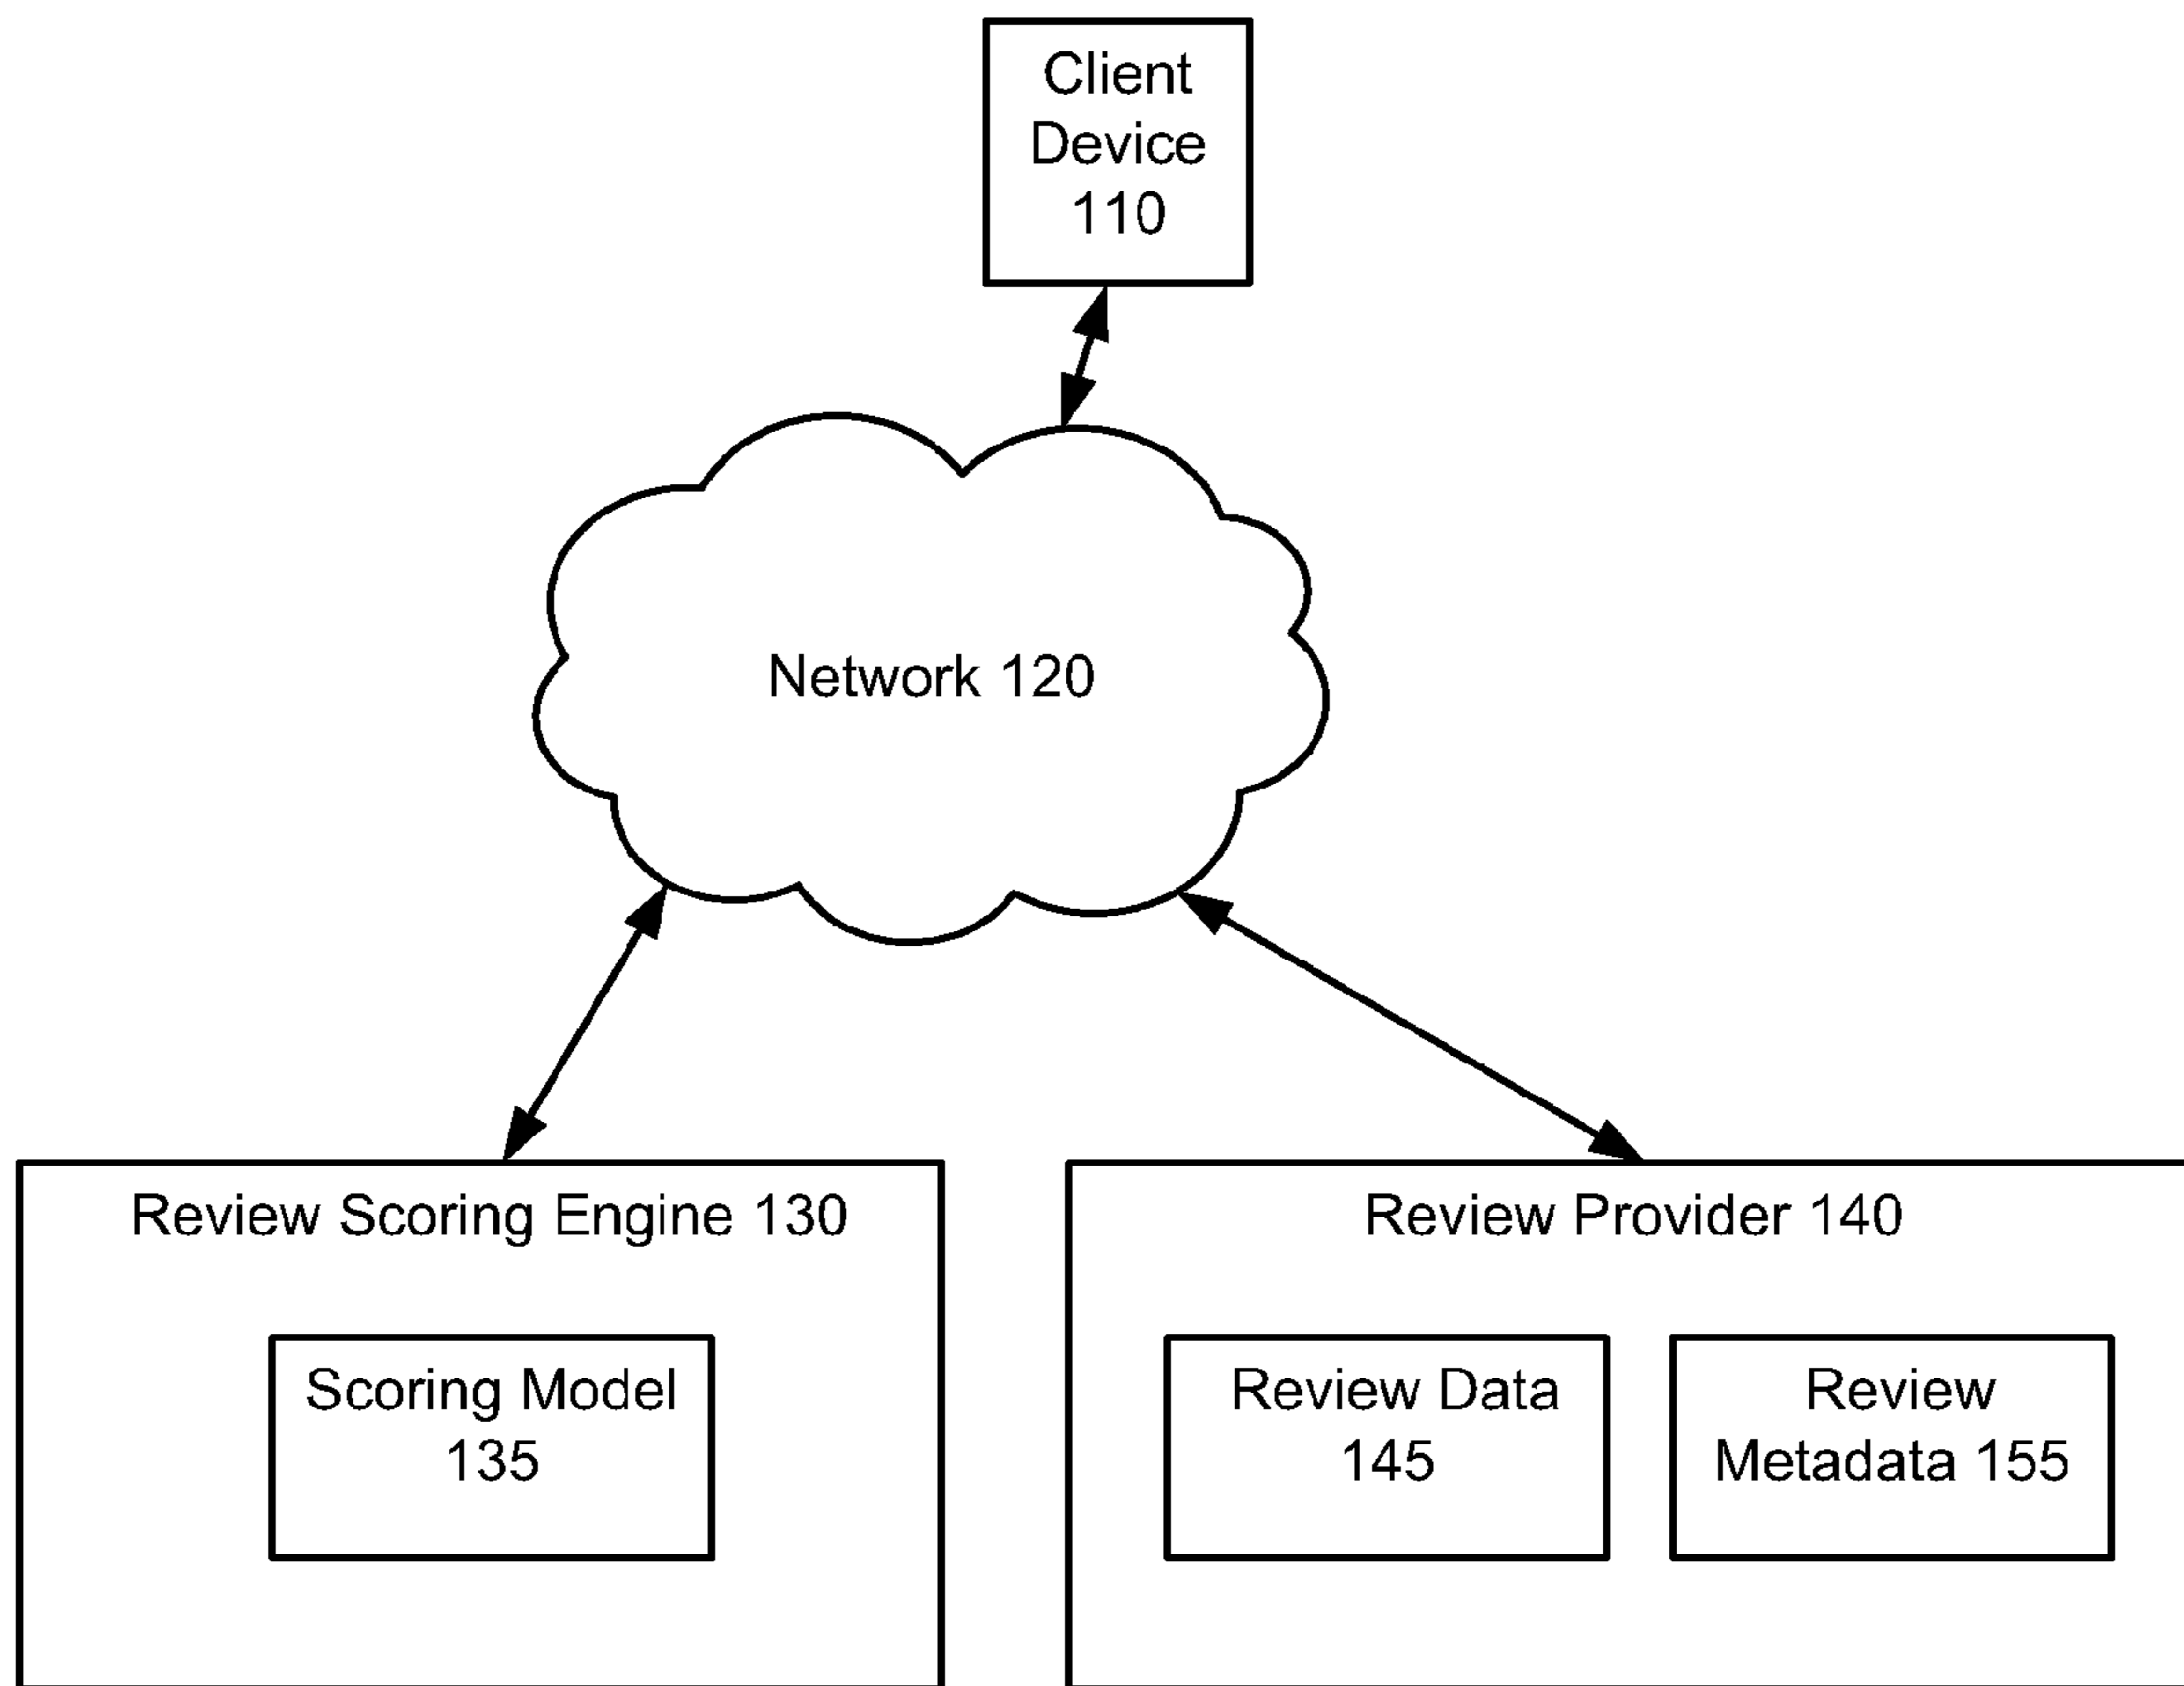 Client
Device
110
Network 120
Review Scoring Engine 130
Scoring Model
135
Review Provider 140
Review Data
145
Review
Metadata 155